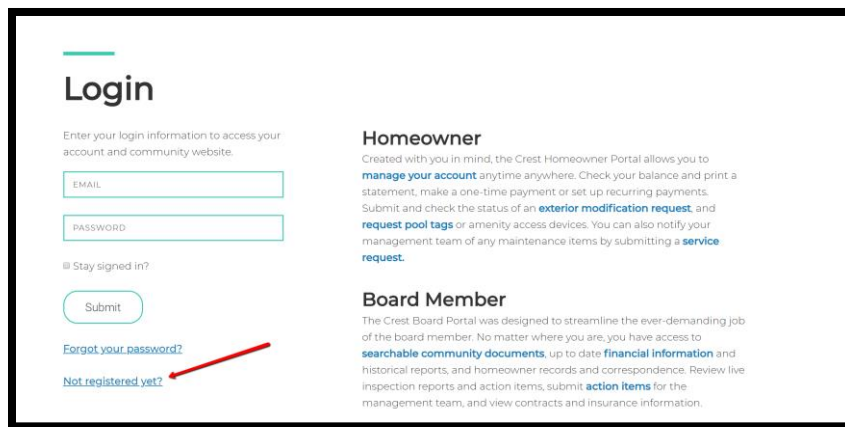 Login
Enter your login information to access your
account and community website.
EMAIL
PASSWORD
Stay signed in?
Submit
Forgot your password?
Not registered yet?
Homeowner
Created with you in mind, the Crest Homeowner Portal allows you to
manage your account anytime anywhere. Check your balance and print a
statement, make a one-time payment or set up recurring payments.
Submit and check the status of an exterior modification request, and
request pool tags or amenity access devices. You can also notify your
management team of any maintenance items by submitting a service
request.
Board Member
The Crest Board Portal was designed to streamline the ever-demanding job
of the board member. No matter where you are, you have access to
searchable community documents, up to date financial information and
historical reports, and homeowner records and correspondence. Review live
inspection reports and action items, submit action items for the
management team, and view contracts and insurance information.